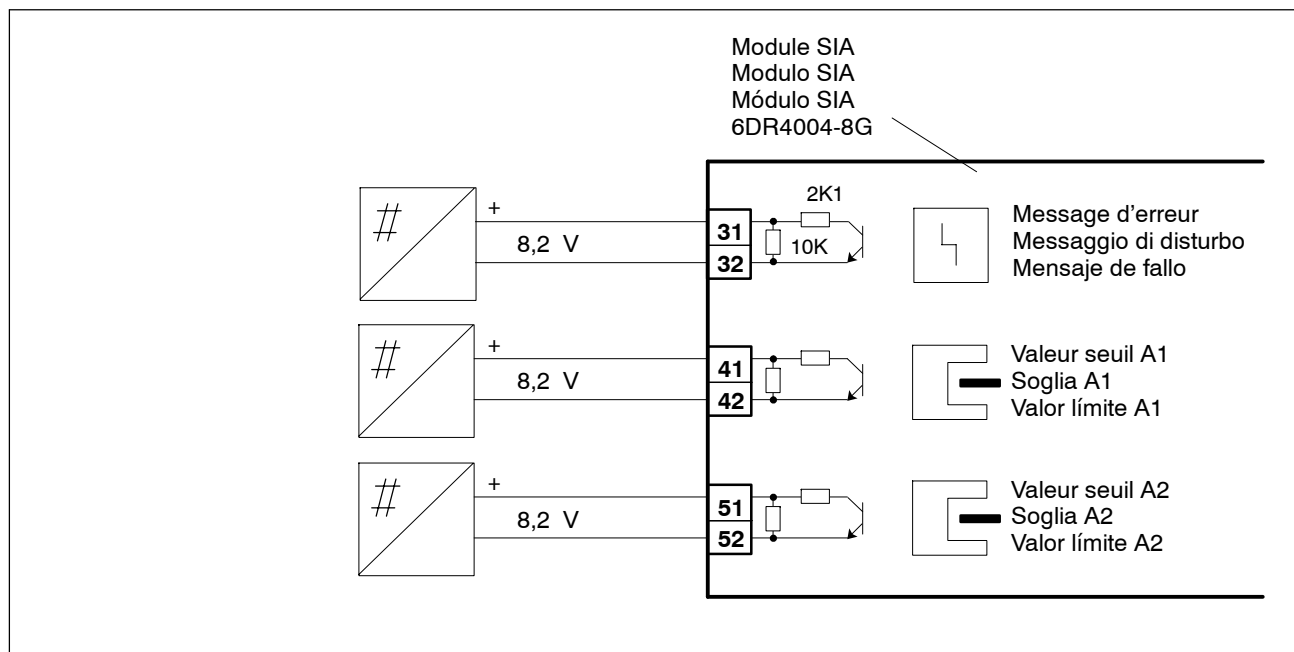 Module SIA
Modulo SIA
Módulo SIA
6DR4004-8G
+
8,2 V
31
32
2K1
10K
Message d’erreur
Messaggio di disturbo
Mensaje de fallo
+
8,2 V
41
42
Valeur seuil A1
Soglia A1
Valor límite A1
+
8,2 V
51
52
Valeur seuil A2
Soglia A2
Valor límite A2